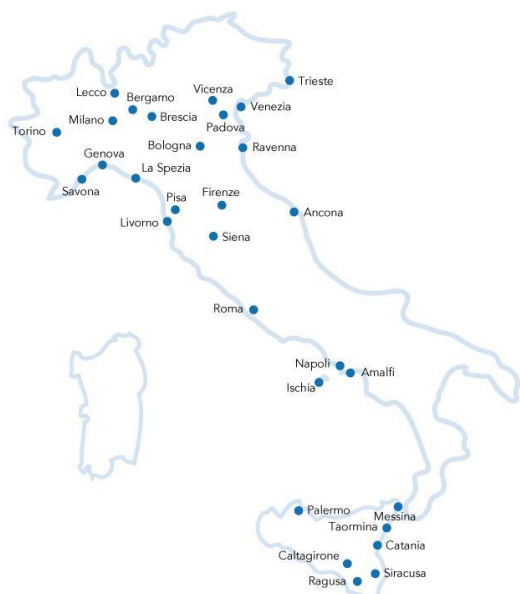 Trieste
Lecco
Vicenza
Bergamo
Venezia
Milano
Brescia
Padova
Torino
Bologna
Ravenna
Genova
La Spezia
Savona
Pisa
Firenze
Livorno
Ancona
Siena
Roma
Napoli
Amalfi
Ischia
Palermo
Messina
Taormina
Catania
Caltagirone
Siracusa
Ragusa